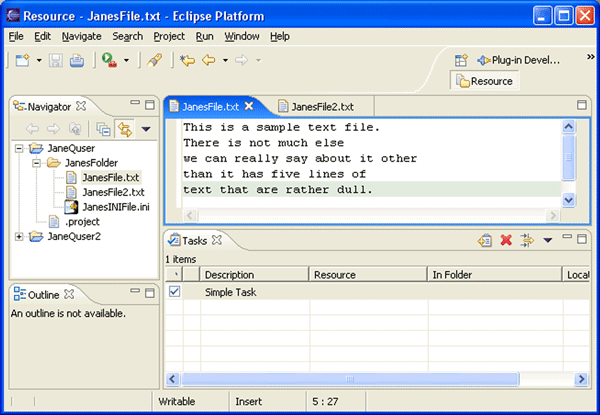 Resource - JanesFile.txt - Eclipse Platform
File Edit Navigate Search Project Run Window Help
Plug-in Devel...
Resource
Navigator
JaneQuser
JanesFolder
JanesFile.txt
JanesFile2.txt
JanesINIFile.ini
.project
JaneQuser2
Outline
An outline is not available.
JanesFile.txt JanesFile2.txt
This is a sample text file.
There is not much else
we can really say about it other
than it has five lines of
text that are rather dull.
Tasks
1 items
Description Resource In Folder Locat
Simple Task
Writable Insert 5 : 27